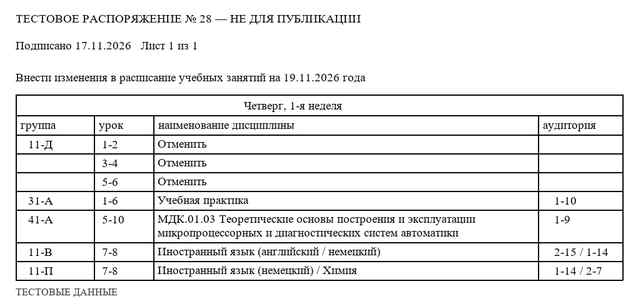 ТЕСТОВОЕ РАСПОРЯЖЕНИЕ № 28 — НЕ ДЛЯ ПУБЛИКАЦИИ
Подписано 17.11.2026 Лист 1 из 1
Внести изменения в расписание учебных занятий на 19.11.2026 года
Четверг, 1-я неделя
группа урок наименование дисциплины аудитория
11-Д 1-2 Отменить
3-4 Отменить
5-6 Отменить
31-А 1-6 Учебная практика 1-10
41-А 5-10 МДК.01.03 Теоретические основы построения и эксплуатации 1-9
микропроцессорных и диагностических систем автоматики
11-В 7-8 Иностранный язык (английский / немецкий) 2-15 / 1-14
11-П 7-8 Иностранный язык (немецкий) / Химия 1-14 / 2-7
ТЕСТОВЫЕ ДАННЫЕ